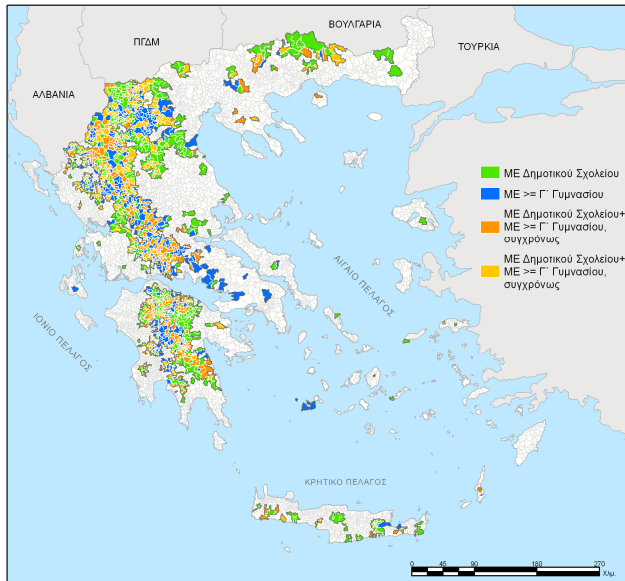 ΒΟΥΛΓΑΡΙΑ
ΠΓΔΜ
ΤΟΥΡΚΙΑ
ΑΛΒΑΝΙΑ
ΜΕ Δημοτικού Σχολείου
ΜΕ >= Γ΄ Γυμνασίου
ΜΕ Δημοτικού Σχολείου+
ΜΕ >= Γ΄ Γυμνασίου,
συγχρόνως
ΜΕ Δημοτικού Σχολείου+
ΜΕ >= Γ΄ Γυμνασίου,
συγχρόνως
ΑΙΓΑΙΟ ΠΕΛΑΓΟΣ
ΙΟΝΙΟ ΠΕΛΑΓΟΣ
ΚΡΗΤΙΚΟ ΠΕΛΑΓΟΣ
0 45 90 180 270
Χλμ.